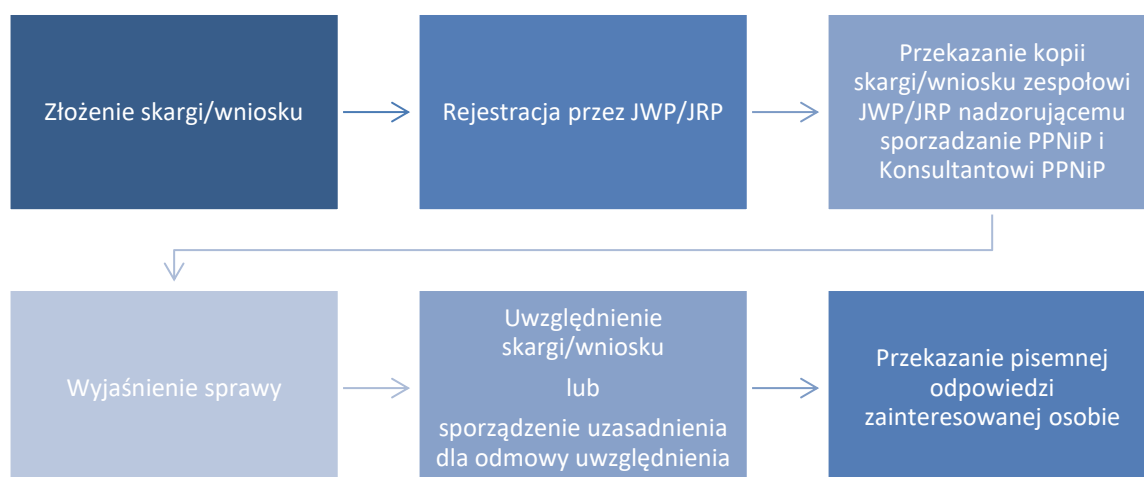 Złożenie skargi/wniosku
Rejestracja przez JWP/JRP
Przekazanie kopii
skargi/wniosku zespołowi
JWP/JRP nadzorującemu
sporzadzanie PPNiP i
Konsultantowi PPNiP
Wyjaśnienie sprawy
Uwzględnienie
skargi/wniosku
lub
sporządzenie uzasadnienia
dla odmowy uwzględnienia
Przekazanie pisemnej
odpowiedzi
zainteresowanej osobie